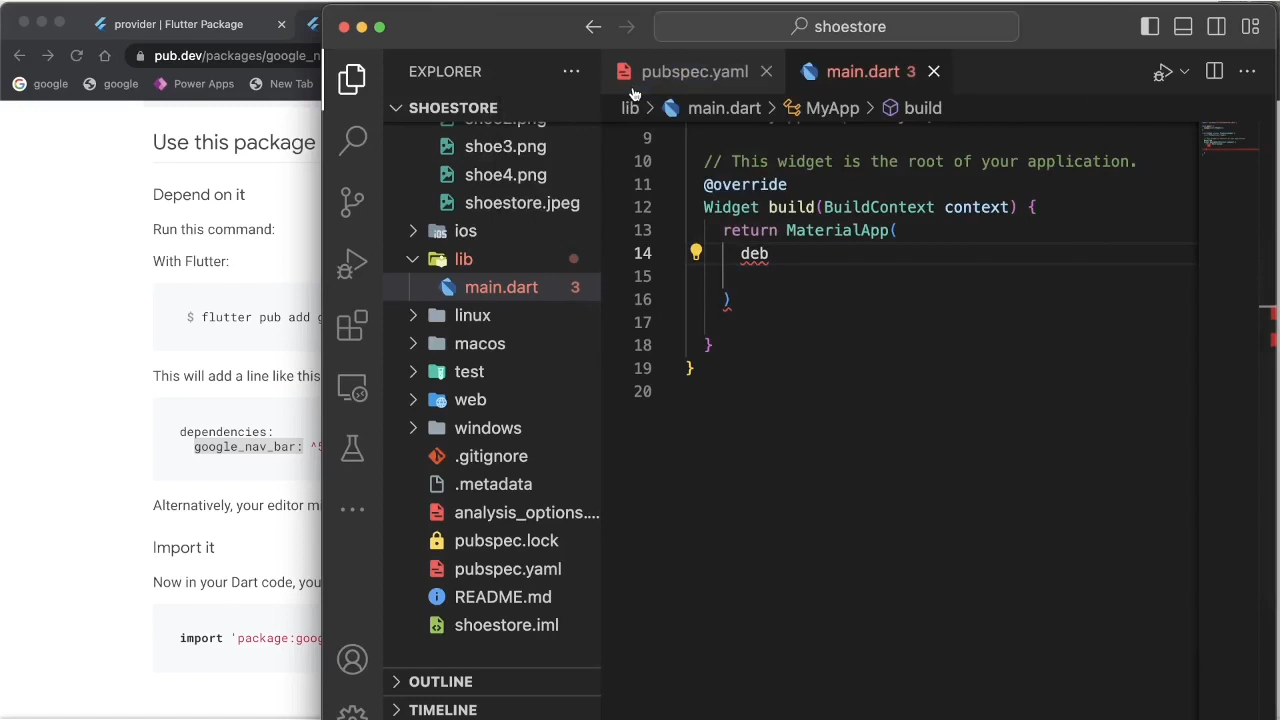 provider | Flutter Package
pub.dev/packages/google_n
google
google
Power Apps
New Tab
Use this package
Depend on it
Run this command:
With Flutter:
$ flutter pub add g
This will add a line like this
dependencies:
google_nav_bar: ^5
Alternatively, your editor mi
Import it
Now in your Dart code, you
import 'package:goog
shoestore
EXPLORER
SHOESTORE
shoe2.png
shoe3.png
shoe4.png
shoestore.jpeg
ios
lib
main.dart 3
linux
macos
test
web
windows
.gitignore
.metadata
analysis_options....
pubspec.lock
pubspec.yaml
README.md
shoestore.iml
OUTLINE
TIMELINE
pubspec.yaml
main.dart 3
lib > main.dart > MyApp > build
9
10 // This widget is the root of your application.
11 @override
12 Widget build(BuildContext context) {
13 return MaterialApp(
14 deb
15
16 )
17
18 }
19 }
20